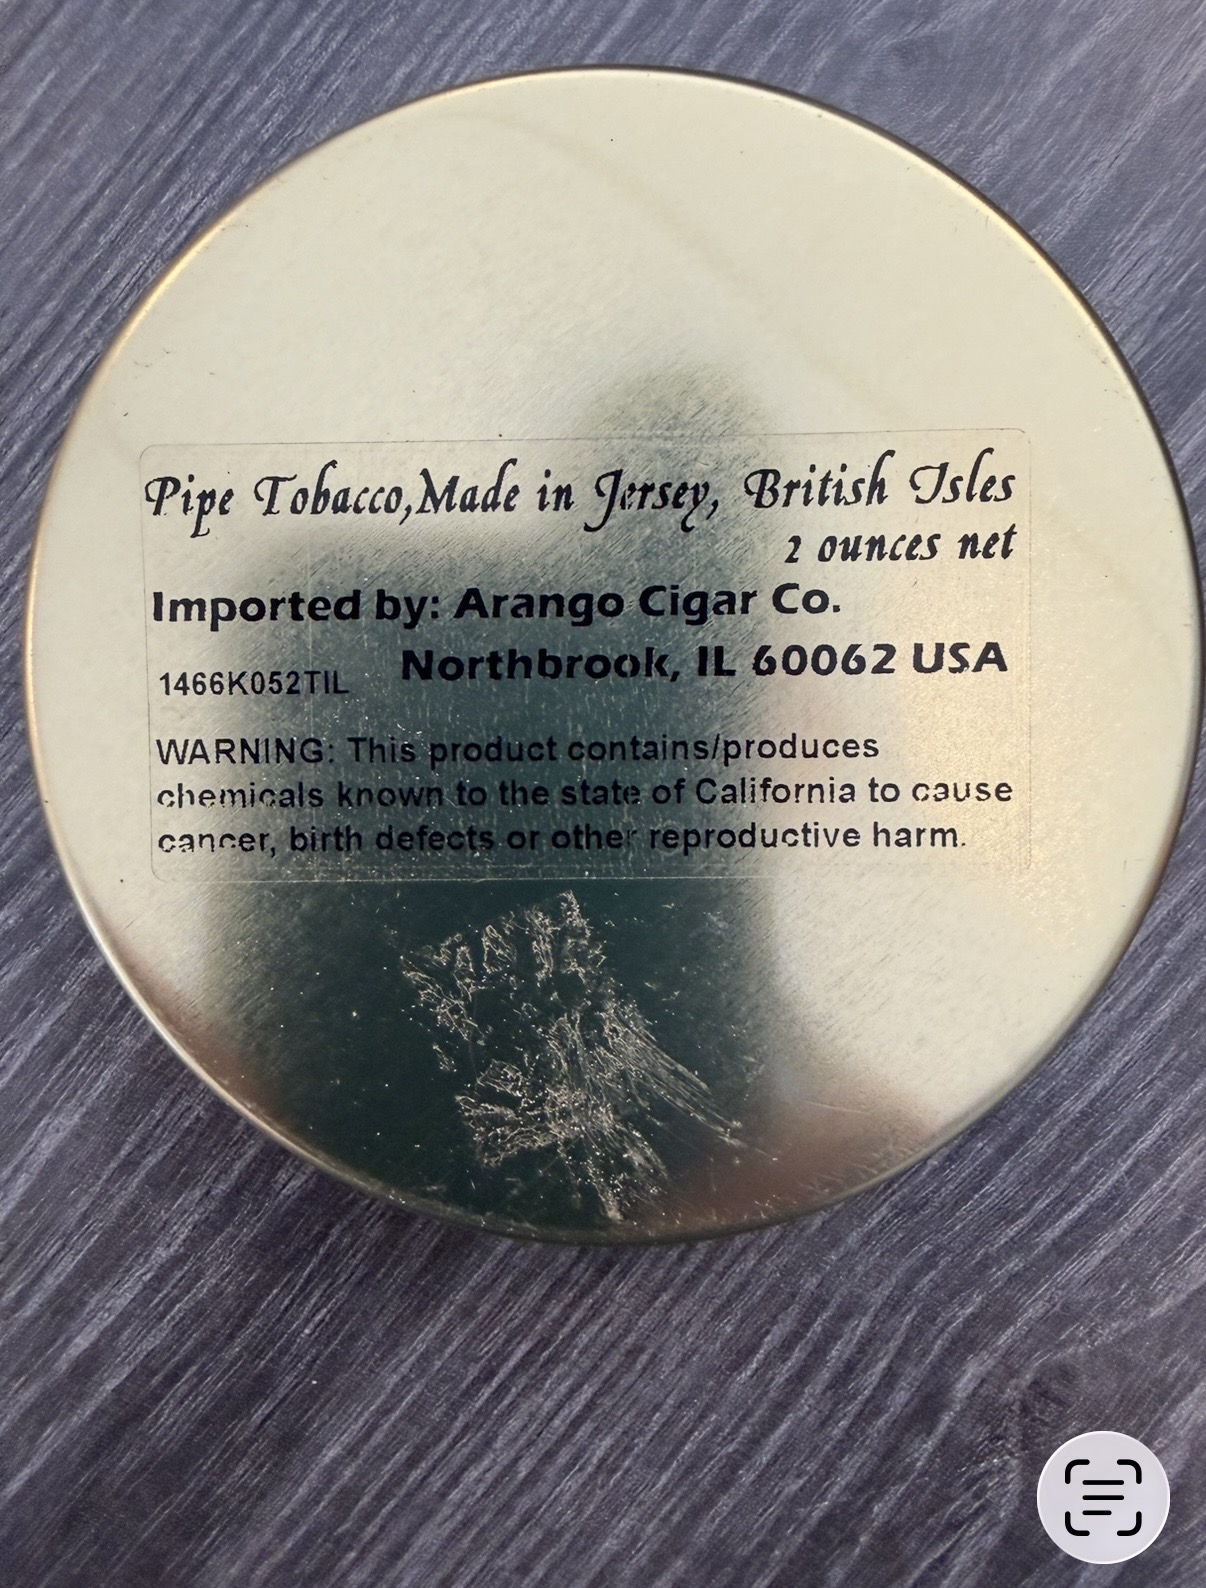 Pipe Tobacco,Made in Jersey, British Isles
2 ounces net
Imported by: Arango Cigar Co.
Northbrook, IL 60062 USA
1466K052TIL
WARNING: This product contains/produces
chemicals known to the state of California to cause
cancer, birth defects or other reproductive harm.